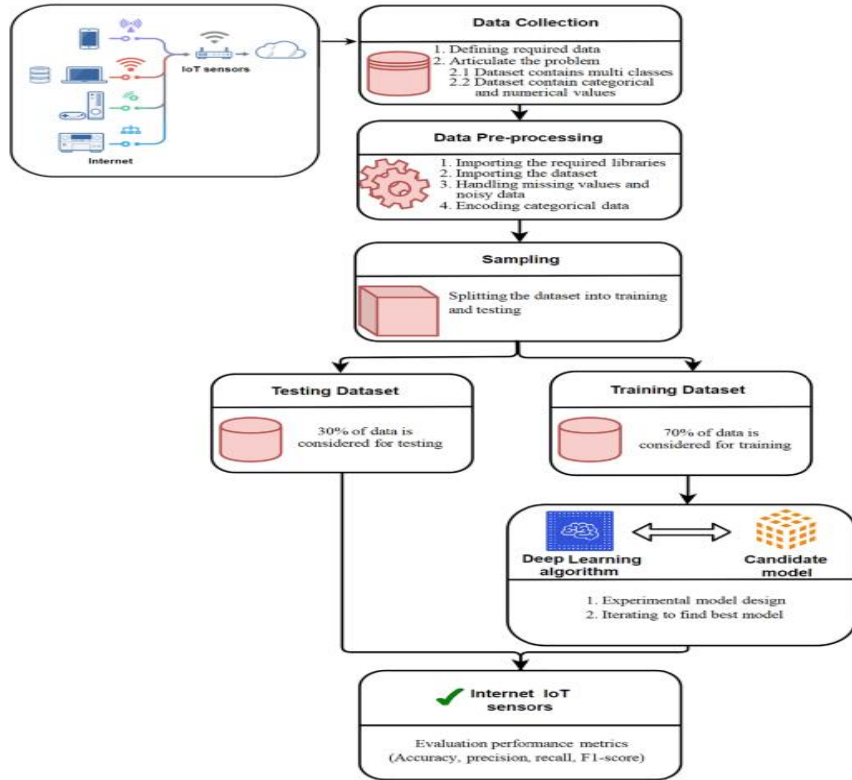 IoT sensors
Internet
Data Collection
1. Defining required data
2. Articulate the problem
2.1 Dataset contains multi classes
2.2 Dataset contain categorical
and numerical values
Data Pre-processing
1. Importing the required libraries
2. Importing the dataset
3. Handling missing values and
noisy data
4. Encoding categorical data
Sampling
Splitting the dataset into training
and testing
Testing Dataset
30% of data is
considered for testing
Training Dataset
70% of data is
considered for training
Deep Learning
algorithm
Candidate
model
1. Experimental model design
2. Iterating to find best model
Internet IoT
sensors
Evaluation performance metrics
(Accuracy, precision, recall, F1-score)